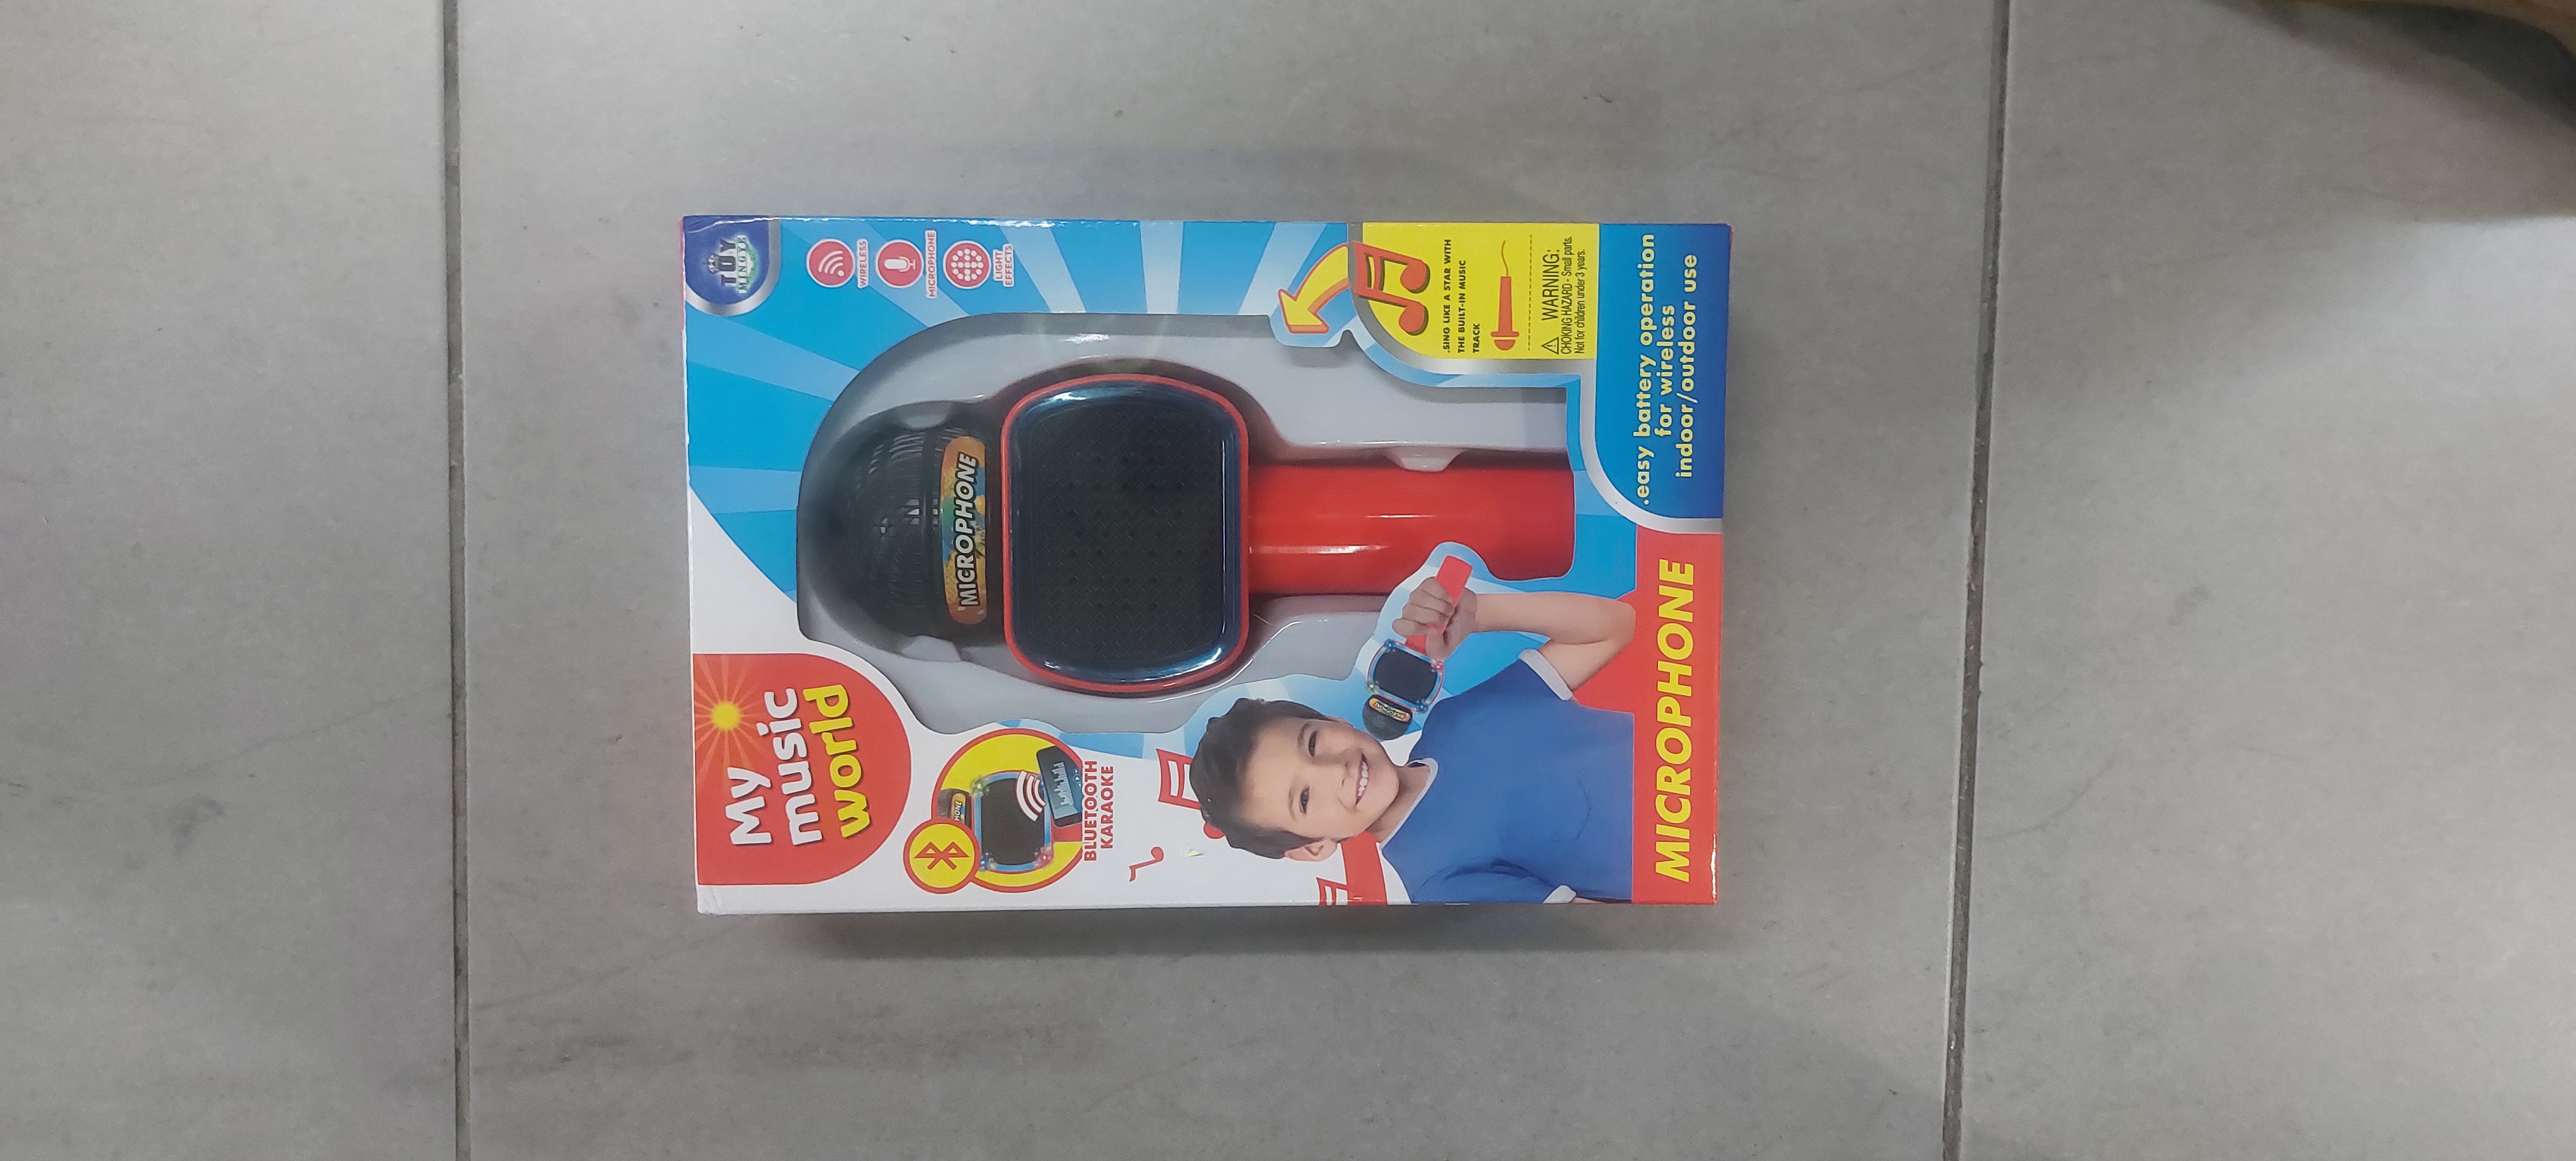 TOY
MINOYS
WIRELESS
MICROPHONE
LIGHT
EFFECTS
My
music
world
MICROPHONE
BLUETOOTH
KARAOKE
.SING LIKE A STAR WITH
THE BUILT-IN MUSIC
TRACK
WARNING:
CHOKING HAZARD - Small parts.
Not for children under 3 years.
.easy battery operation
for wireless
indoor/outdoor use
MICROPHONE